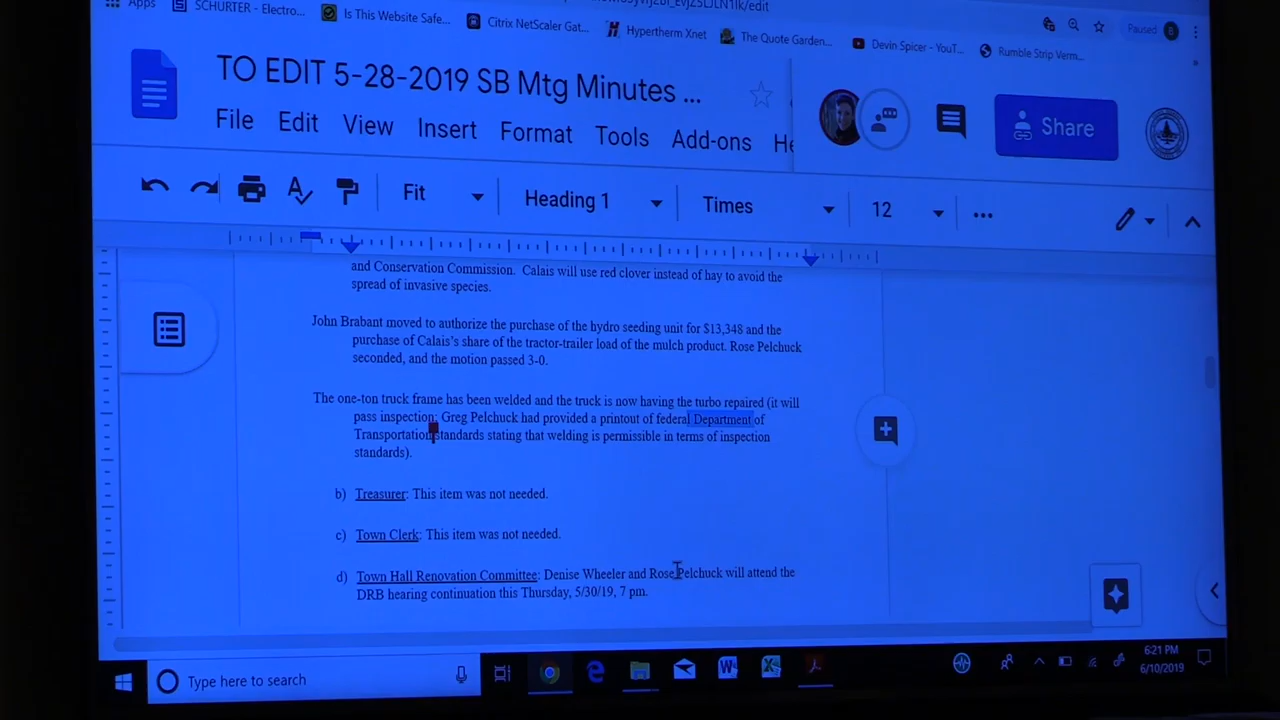 Apps
SCHURTER - Electro...
Is This Website Safe...
Citrix NetScaler Gat...
Hypertherm Xnet
The Quote Garden...
Devin Spicer - YouT...
Rumble Strip Verm...
Paused
B
TO EDIT 5-28-2019 SB Mtg Minutes ...
File Edit View Insert Format Tools Add-ons He
Share
Fit Heading 1 Times 12
and Conservation Commission. Calais will use red clover instead of hay to avoid the
spread of invasive species.
John Brabant moved to authorize the purchase of the hydro seeding unit for $13,348 and the
purchase of Calais's share of the tractor-trailer load of the mulch product. Rose Pelchuck
seconded, and the motion passed 3-0.
The one-ton truck frame has been welded and the truck is now having the turbo repaired (it will
pass inspection; Greg Pelchuck had provided a printout of federal Department of
Transportation standards stating that welding is permissible in terms of inspection
standards).
b) Treasurer: This item was not needed.
c) Town Clerk: This item was not needed.
d) Town Hall Renovation Committee: Denise Wheeler and Rose Pelchuck will attend the
DRB hearing continuation this Thursday, 5/30/19, 7 pm.
Type here to search
6:21 PM
6/10/2019